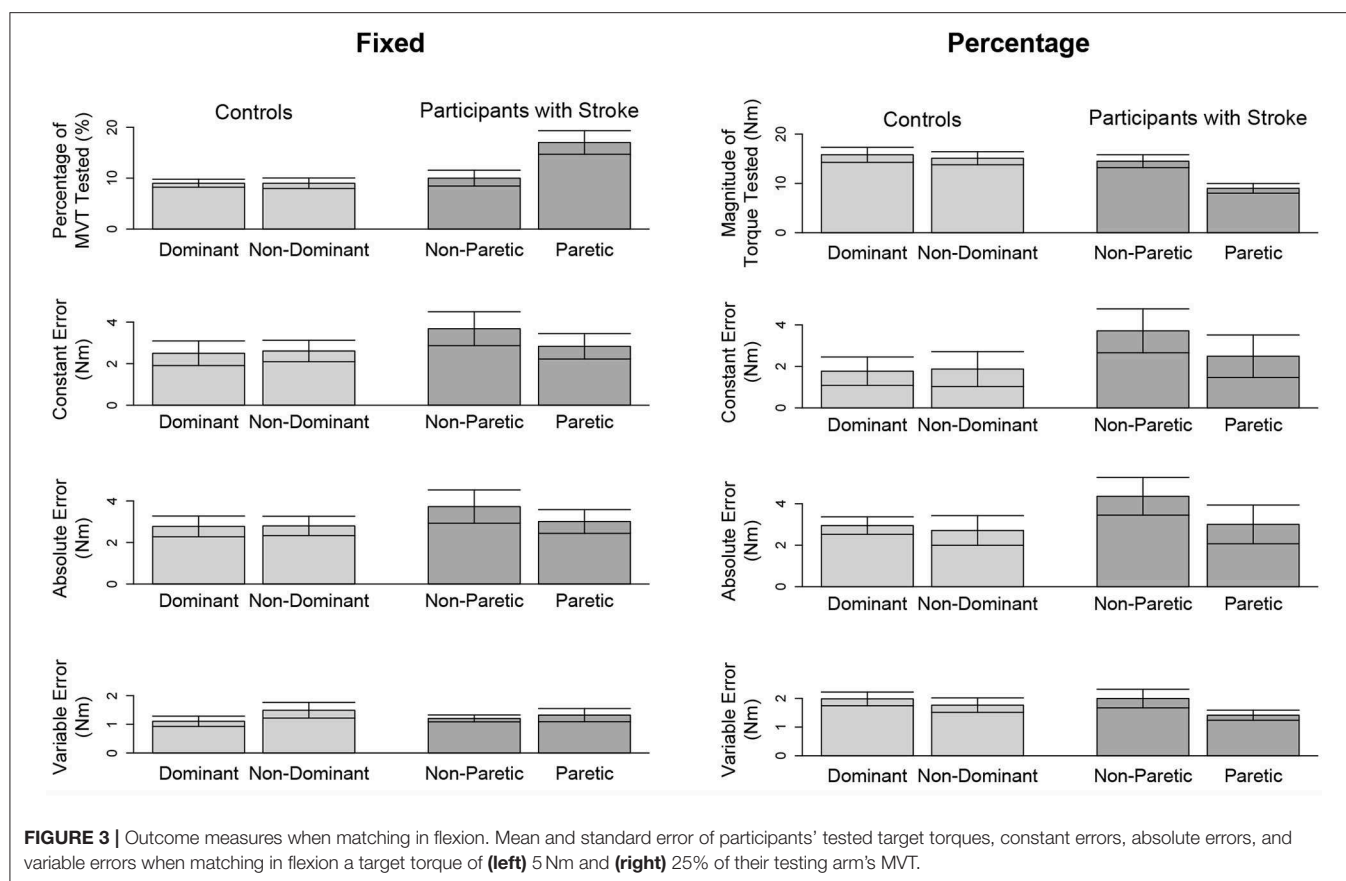 Fixed
Controls
Participants with Stroke
Percentage of
MVT Tested (%)
0
10
20
Dominant Non-Dominant Non-Paretic Paretic
Constant Error
(Nm)
0
2
4
Dominant Non-Dominant Non-Paretic Paretic
Absolute Error
(Nm)
0
2
4
Dominant Non-Dominant Non-Paretic Paretic
Variable Error
(Nm)
0
1
2
Dominant Non-Dominant Non-Paretic Paretic
Percentage
Controls
Participants with Stroke
Magnitude of
Torque Tested (Nm)
0
10
20
Dominant Non-Dominant Non-Paretic Paretic
Constant Error
(Nm)
0
2
4
Dominant Non-Dominant Non-Paretic Paretic
Absolute Error
(Nm)
0
2
4
Dominant Non-Dominant Non-Paretic Paretic
Variable Error
(Nm)
0
1
2
Dominant Non-Dominant Non-Paretic Paretic
FIGURE 3 | Outcome measures when matching in flexion. Mean and standard error of participants' tested target torques, constant errors, absolute errors, and
variable errors when matching in flexion a target torque of (left) 5 Nm and (right) 25% of their testing arm's MVT.